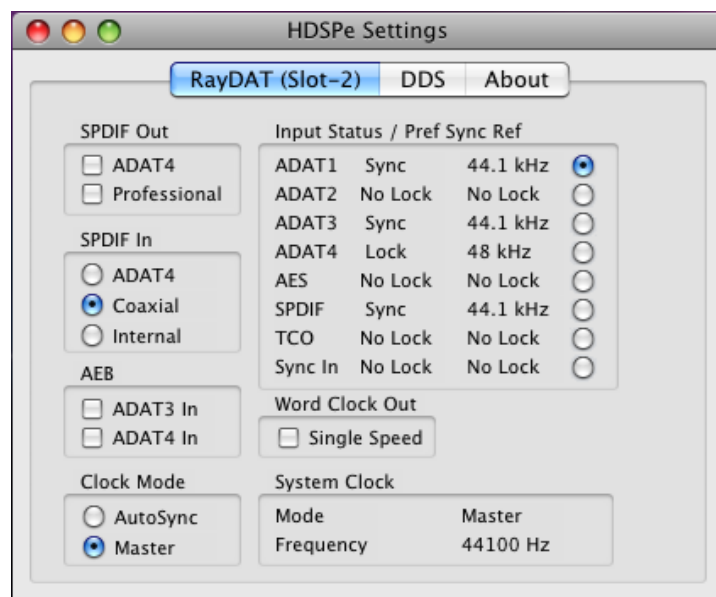 HDSPe Settings
RayDAT (Slot-2) DDS About
SPDIF Out
ADAT4
Professional
SPDIF In
ADAT4
Coaxial
Internal
AEB
ADAT3 In
ADAT4 In
Clock Mode
AutoSync
Master
Input Status / Pref Sync Ref
ADAT1 Sync 44.1 kHz
ADAT2 No Lock No Lock
ADAT3 Sync 44.1 kHz
ADAT4 Lock 48 kHz
AES No Lock No Lock
SPDIF Sync 44.1 kHz
TCO No Lock No Lock
Sync In No Lock No Lock
Word Clock Out
Single Speed
System Clock
Mode Master
Frequency 44100 Hz